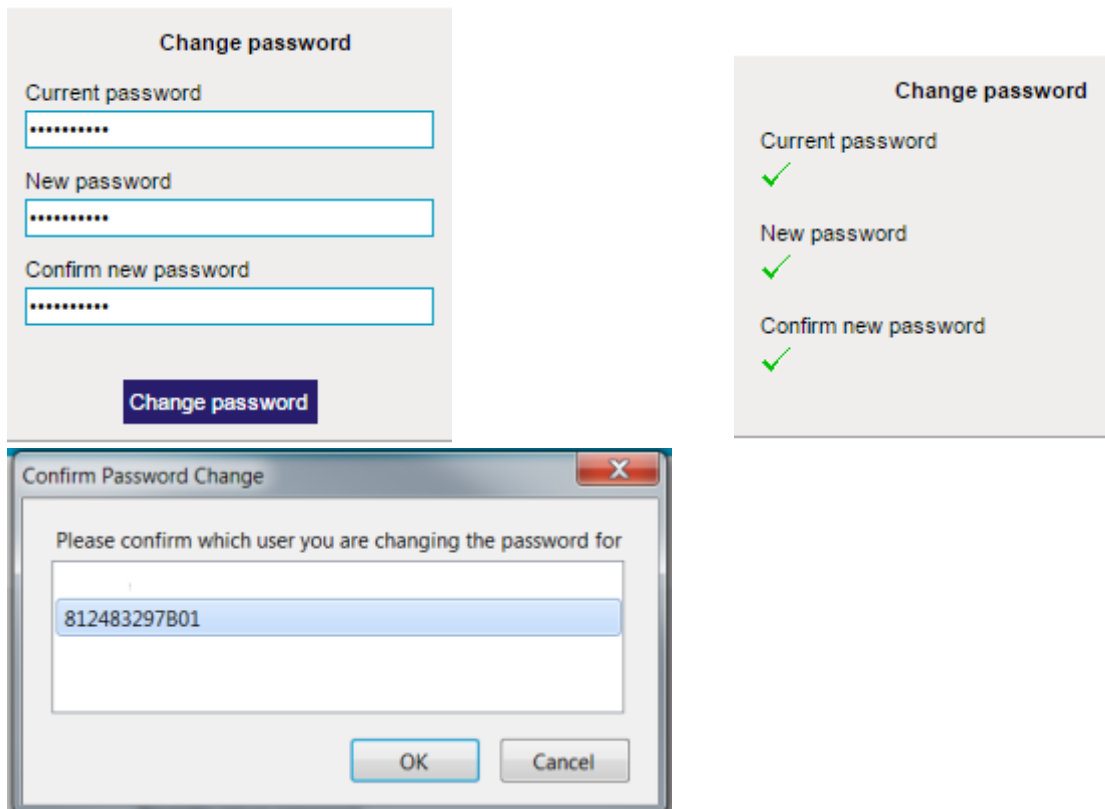 Change password
Current password
••••••••••
New password
••••••••••
Confirm new password
••••••••••
Change password
Change password
Current password
New password
Confirm new password
Confirm Password Change
Please confirm which user you are changing the password for
812483297B01
OK
Cancel